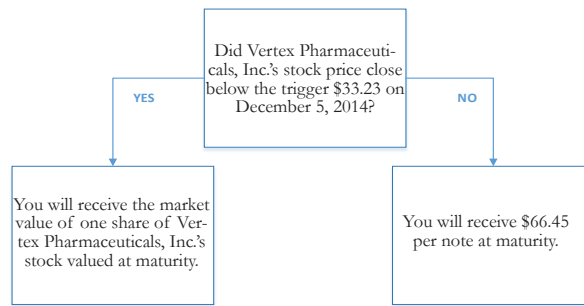 Did Vertex Pharmaceuti-
cals, Inc.'s stock price close
below the trigger $33.23 on
December 5, 2014?
YES
NO
You will receive the market
value of one share of Ver-
tex Pharmaceuticals, Inc.'s
stock valued at maturity.
You will receive $66.45
per note at maturity.